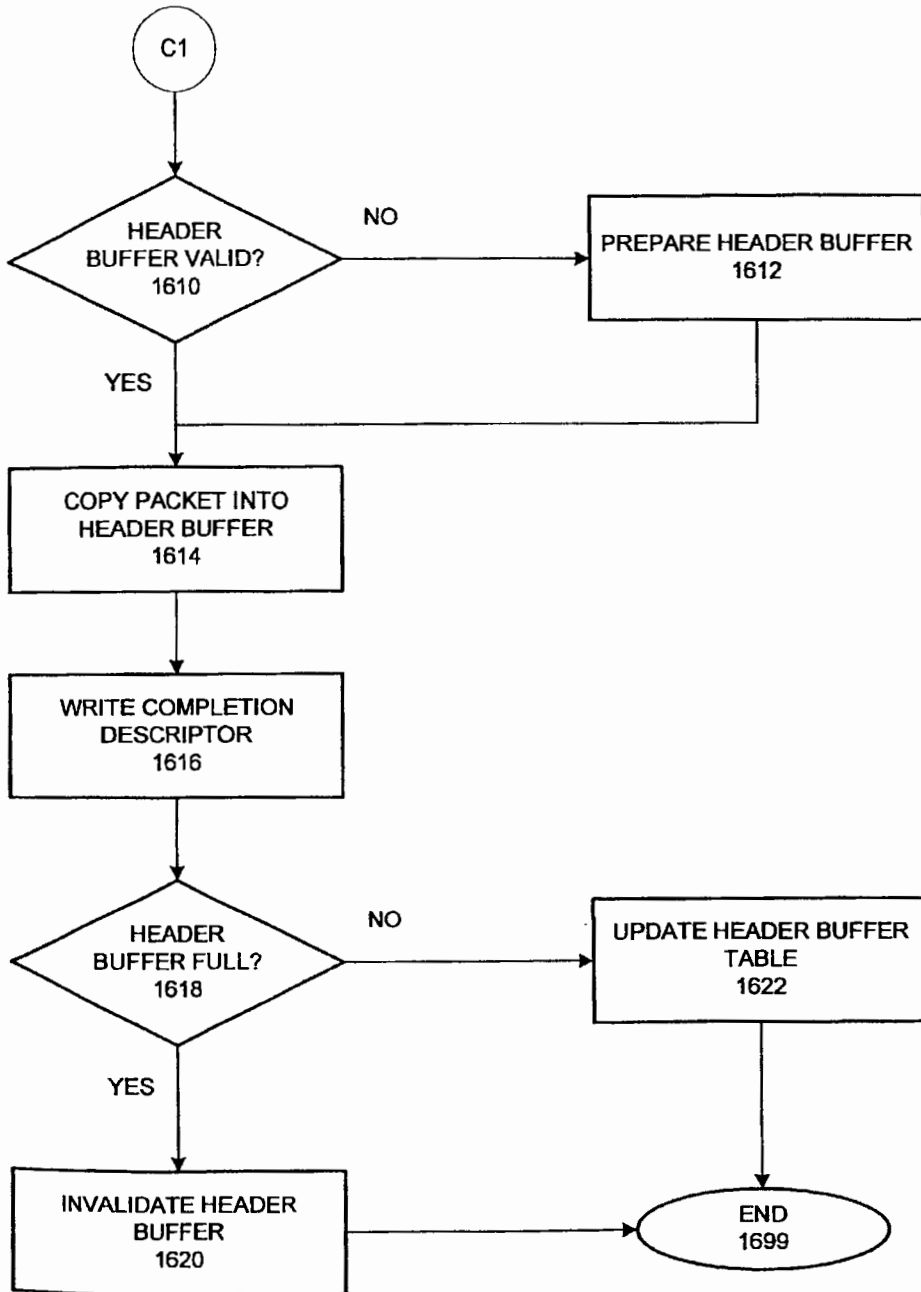 C1
HEADER
BUFFER VALID?
1610
NO
PREPARE HEADER BUFFER
1612
YES
COPY PACKET INTO
HEADER BUFFER
1614
WRITE COMPLETION
DESCRIPTOR
1616
HEADER
BUFFER FULL?
1618
NO
UPDATE HEADER BUFFER
TABLE
1622
YES
INVALIDATE HEADER
BUFFER
1620
END
1699